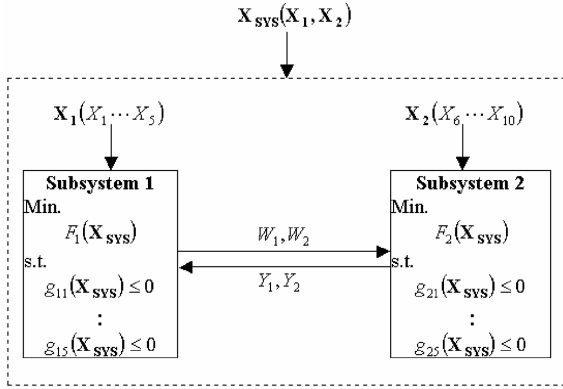 X_SYS(X_1, X_2)
X_1(X_1 ⋯ X_5)
X_2(X_6 ⋯ X_10)
Subsystem 1
Min.
F_1(X_SYS)
s.t.
g_11(X_SYS) ≤ 0
⋮
g_15(X_SYS) ≤ 0
W_1, W_2
Y_1, Y_2
Subsystem 2
Min.
F_2(X_SYS)
s.t.
g_21(X_SYS) ≤ 0
⋮
g_25(X_SYS) ≤ 0